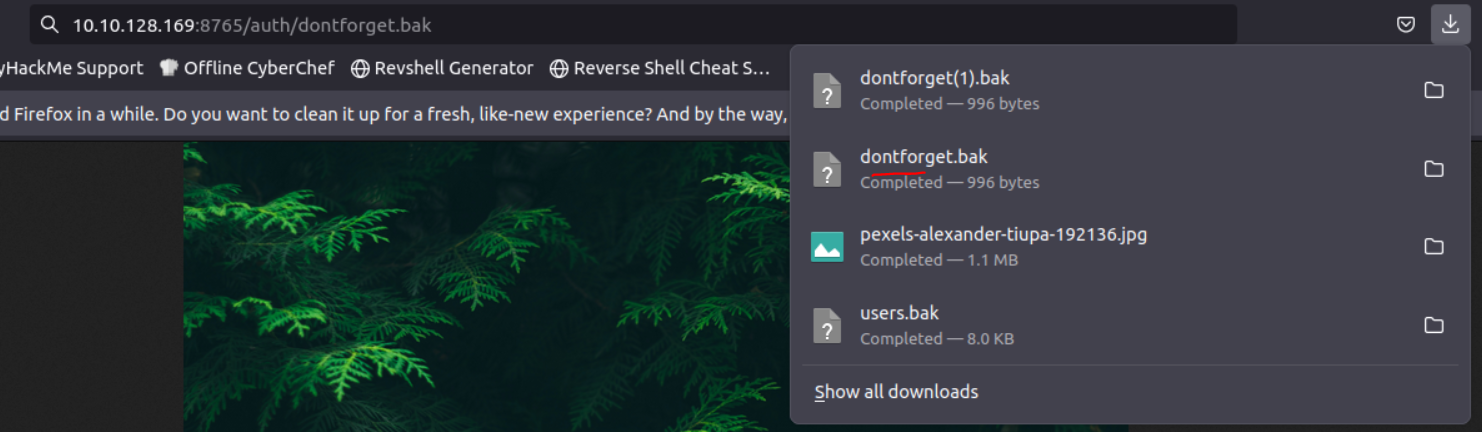 10.10.128.169:8765/auth/dontforget.bak
yHackMe Support Offline CyberChef Revshell Generator Reverse Shell Cheat S…
d Firefox in a while. Do you want to clean it up for a fresh, like-new experience? And by the way,
dontforget(1).bak
Completed — 996 bytes
dontforget.bak
Completed — 996 bytes
pexels-alexander-tiupa-192136.jpg
Completed — 1.1 MB
users.bak
Completed — 8.0 KB
Show all downloads